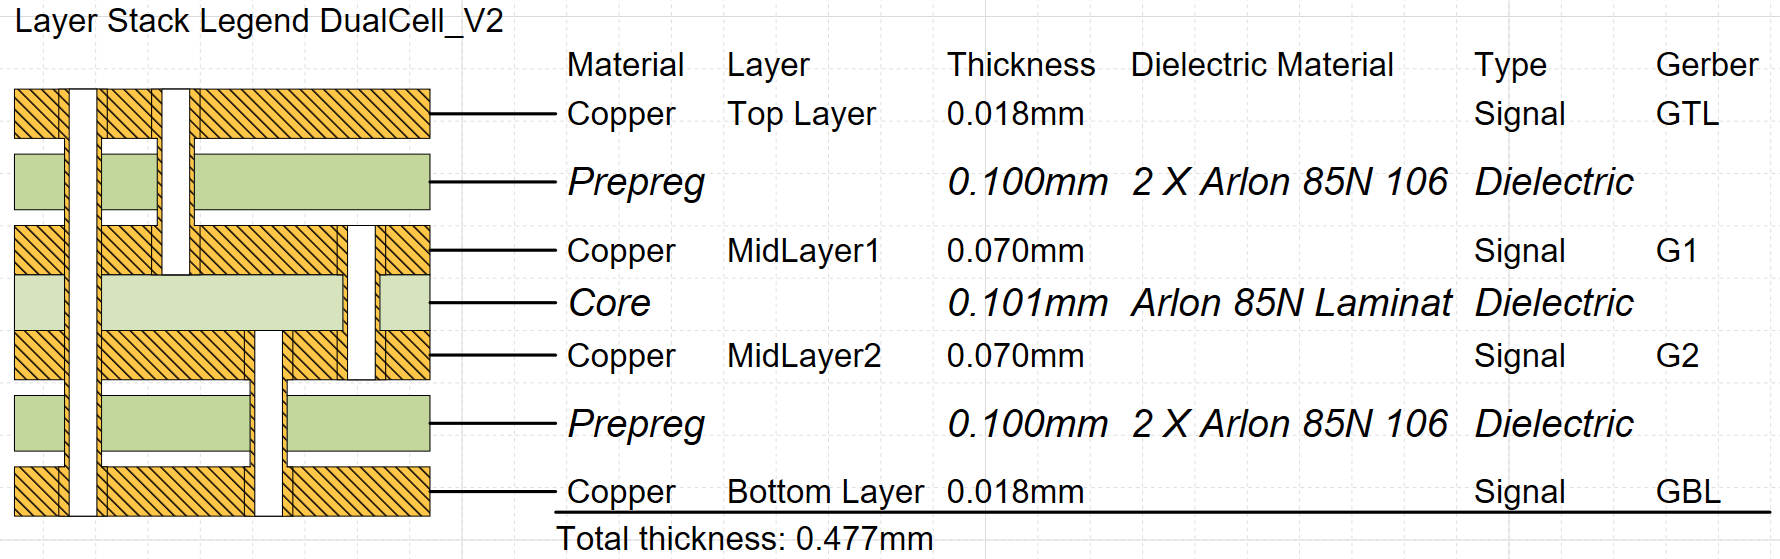 Layer Stack Legend DualCell_V2
Material Layer Thickness Dielectric Material Type Gerber
Copper Top Layer 0.018mm Signal GTL
Prepreg 0.100mm 2 X Arlon 85N 106 Dielectric
Copper MidLayer1 0.070mm Signal G1
Core 0.101mm Arlon 85N Laminat Dielectric
Copper MidLayer2 0.070mm Signal G2
Prepreg 0.100mm 2 X Arlon 85N 106 Dielectric
Copper Bottom Layer 0.018mm Signal GBL
Total thickness: 0.477mm